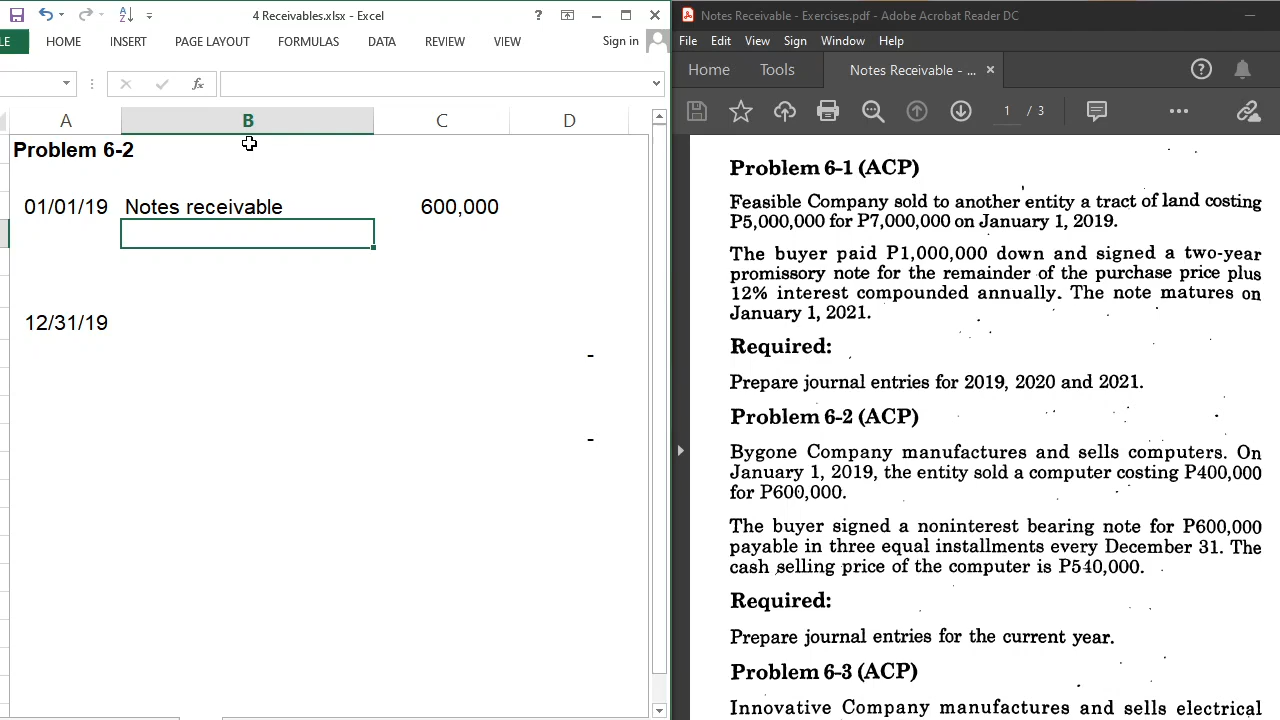 4 Receivables.xlsx - Excel
?
LE HOME INSERT PAGE LAYOUT FORMULAS DATA REVIEW VIEW Sign in
fx
A B C D
Problem 6-2
01/01/19 Notes receivable 600,000
12/31/19
-
-
Notes Receivable - Exercises.pdf - Adobe Acrobat Reader DC
File Edit View Sign Window Help
Home Tools Notes Receivable - ... ×
1 / 3
Problem 6-1 (ACP)
Feasible Company sold to another entity a tract of land costing
P5,000,000 for P7,000,000 on January 1, 2019.
The buyer paid P1,000,000 down and signed a two-year
promissory note for the remainder of the purchase price plus
12% interest compounded annually. The note matures on
January 1, 2021.
Required:
Prepare journal entries for 2019, 2020 and 2021.
Problem 6-2 (ACP)
Bygone Company manufactures and sells computers. On
January 1, 2019, the entity sold a computer costing P400,000
for P600,000.
The buyer signed a noninterest bearing note for P600,000
payable in three equal installments every December 31. The
cash selling price of the computer is P540,000.
Required:
Prepare journal entries for the current year.
Problem 6-3 (ACP)
Innovative Company manufactures and sells electrical